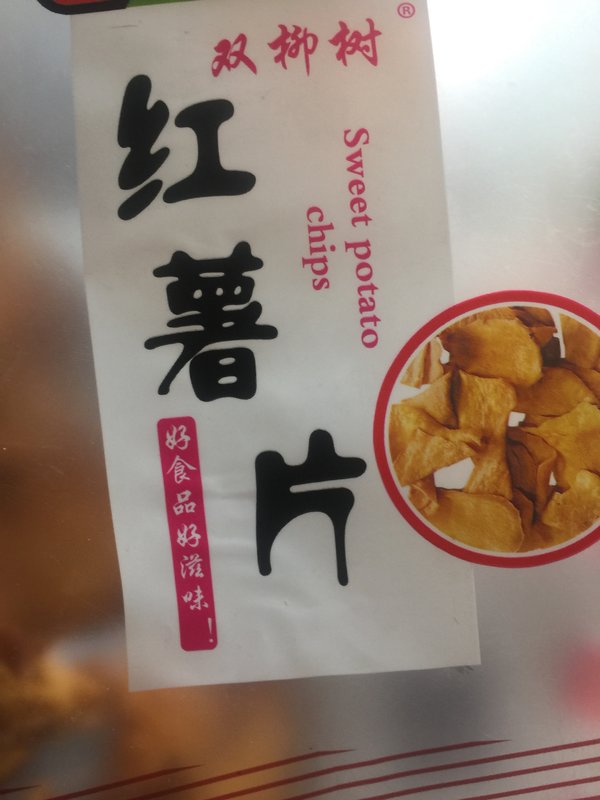 双柳树®
红薯片
Sweet potato
chips
好食品好滋味！